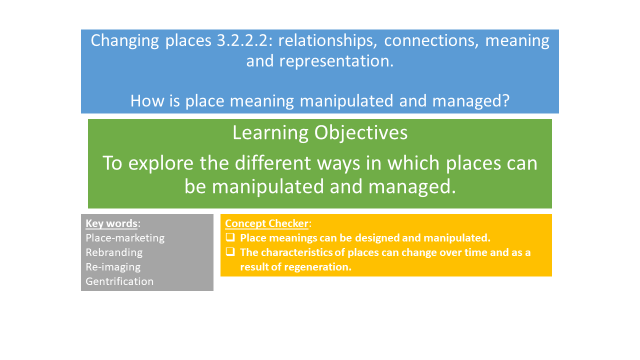 Changing places 3.2.2.2: relationships, connections, meaning
and representation.
How is place meaning manipulated and managed?
Learning Objectives
To explore the different ways in which places can
be manipulated and managed.
Key words:
Place-marketing
Rebranding
Re-imaging
Gentrification
Concept Checker:
❑ Place meanings can be designed and manipulated.
❑ The characteristics of places can change over time and as a
result of regeneration.